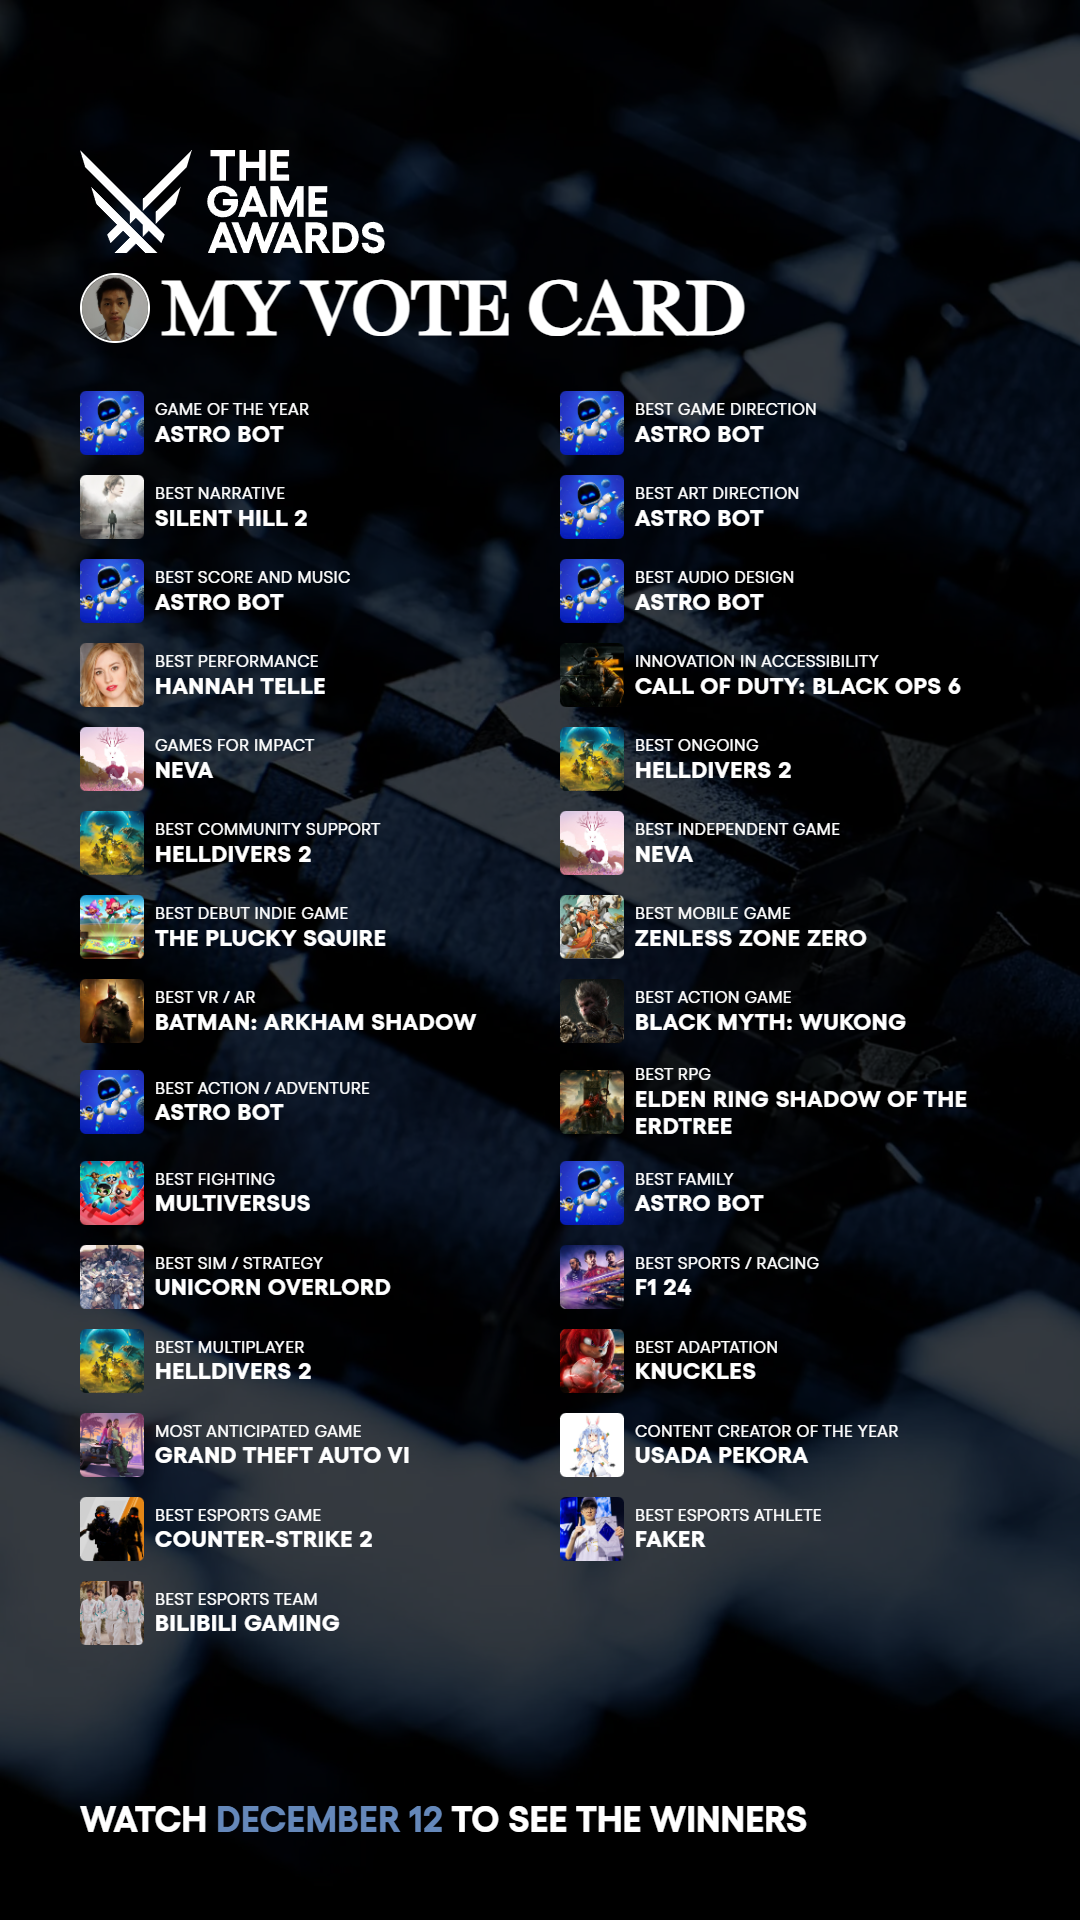 THE
GAME
AWARDS
MY VOTE CARD
GAME OF THE YEAR
ASTRO BOT
BEST GAME DIRECTION
ASTRO BOT
BEST NARRATIVE
SILENT HILL 2
BEST ART DIRECTION
ASTRO BOT
BEST SCORE AND MUSIC
ASTRO BOT
BEST AUDIO DESIGN
ASTRO BOT
BEST PERFORMANCE
HANNAH TELLE
INNOVATION IN ACCESSIBILITY
CALL OF DUTY: BLACK OPS 6
GAMES FOR IMPACT
NEVA
BEST ONGOING
HELLDIVERS 2
BEST COMMUNITY SUPPORT
HELLDIVERS 2
BEST INDEPENDENT GAME
NEVA
BEST DEBUT INDIE GAME
THE PLUCKY SQUIRE
BEST MOBILE GAME
ZENLESS ZONE ZERO
BEST VR / AR
BATMAN: ARKHAM SHADOW
BEST ACTION GAME
BLACK MYTH: WUKONG
BEST ACTION / ADVENTURE
ASTRO BOT
BEST RPG
ELDEN RING SHADOW OF THE
ERDTREE
BEST FIGHTING
MULTIVERSUS
BEST FAMILY
ASTRO BOT
BEST SIM / STRATEGY
UNICORN OVERLORD
BEST SPORTS / RACING
F1 24
BEST MULTIPLAYER
HELLDIVERS 2
BEST ADAPTATION
KNUCKLES
MOST ANTICIPATED GAME
GRAND THEFT AUTO VI
CONTENT CREATOR OF THE YEAR
USADA PEKORA
BEST ESPORTS GAME
COUNTER-STRIKE 2
BEST ESPORTS ATHLETE
FAKER
BEST ESPORTS TEAM
BILIBILI GAMING
WATCH DECEMBER 12 TO SEE THE WINNERS